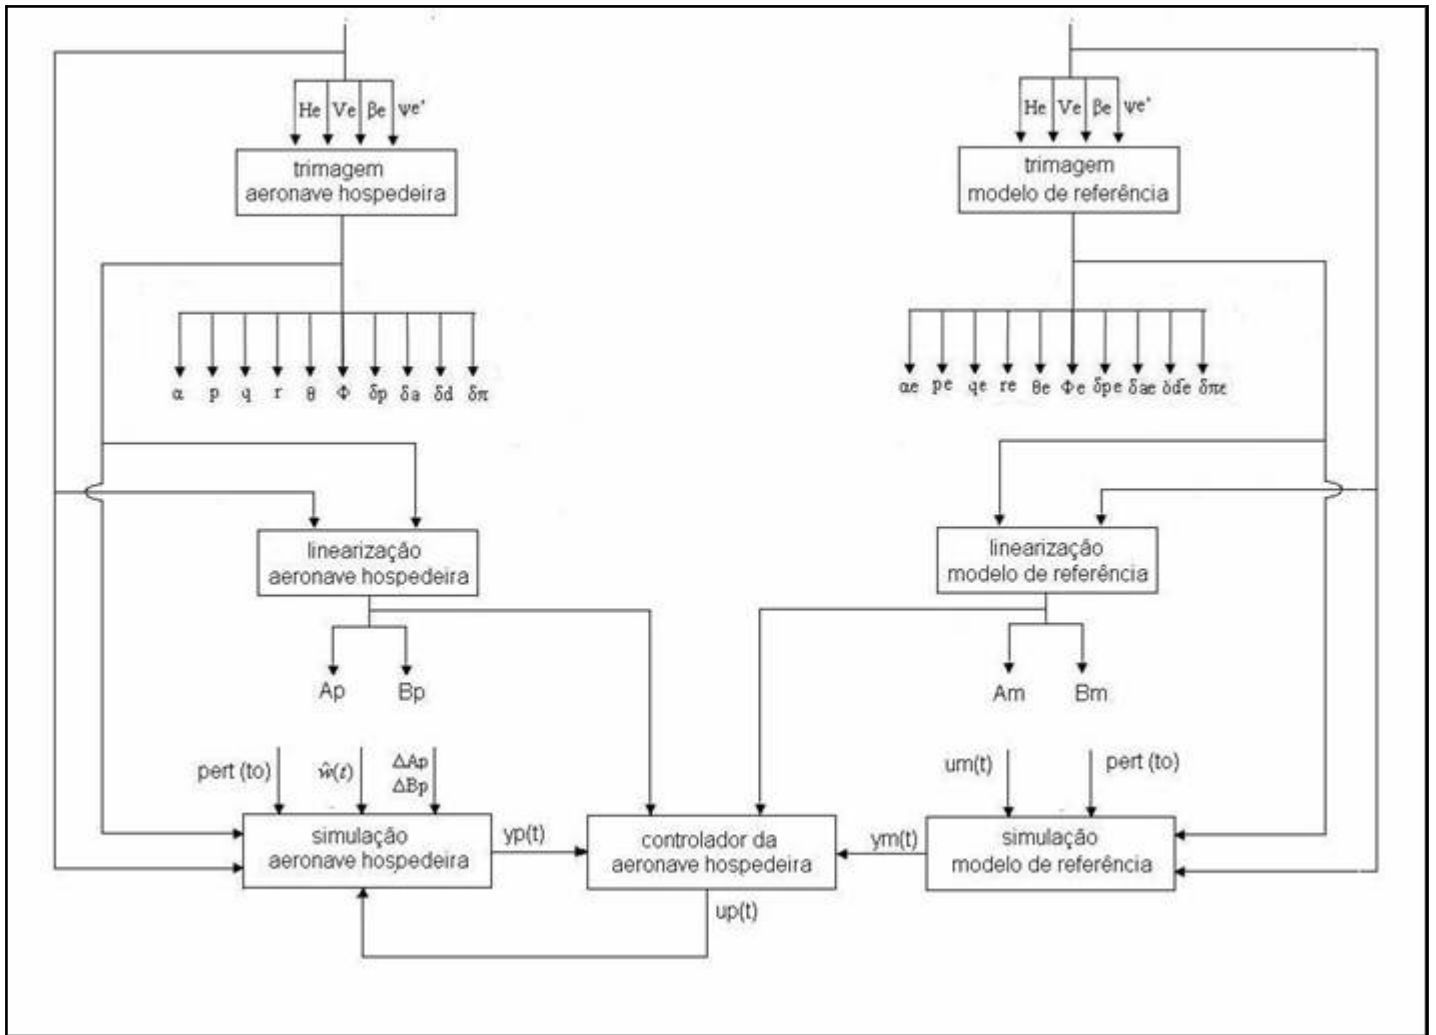 He Ve βe ψe'
trimagem
aeronave hospedeira
α p q r θ Φ δp δa δd δπ
linearização
aeronave hospedeira
Ap Bp
pert (to) ŵ(t) ΔAp
ΔBp
simulação
aeronave hospedeira
yp(t)
controlador da
aeronave hospedeira
up(t)
He Ve βe ψe'
trimagem
modelo de referência
αe pe qe re θe Φe δpe δae δde δπe
linearização
modelo de referência
Am Bm
um(t) pert (to)
ym(t)
simulação
modelo de referência